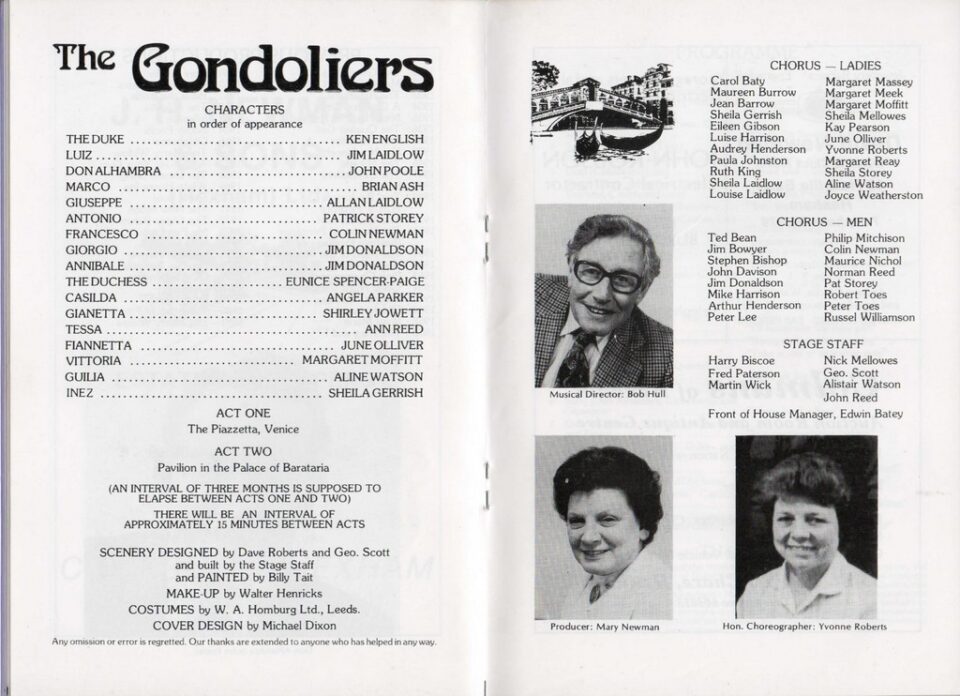 The Gondoliers
CHARACTERS
in order of appearance
THE DUKE ........ KEN ENGLISH
LUIZ ........ JIM LAIDLOW
DON ALHAMBRA ........ JOHN POOLE
MARCO ........ BRIAN ASH
GIUSEPPE ........ ALLAN LAIDLOW
ANTONIO ........ PATRICK STOREY
FRANCESCO ........ COLIN NEWMAN
GIORGIO ........ JIM DONALDSON
ANNIBALE ........ JIM DONALDSON
THE DUCHESS ........ EUNICE SPENCER-PAIGE
CASILDA ........ ANGELA PARKER
GIANETTA ........ SHIRLEY JOWETT
TESSA ........ ANN REED
FIANNETTA ........ JUNE OLLIVER
VITTORIA ........ MARGARET MOFFITT
GUILIA ........ ALINE WATSON
INEZ ........ SHEILA GERRISH
ACT ONE
The Piazzetta, Venice
ACT TWO
Pavilion in the Palace of Barataria
(AN INTERVAL OF THREE MONTHS IS SUPPOSED TO
ELAPSE BETWEEN ACTS ONE AND TWO)
THERE WILL BE AN INTERVAL OF
APPROXIMATELY 15 MINUTES BETWEEN ACTS
SCENERY DESIGNED by Dave Roberts and Geo. Scott
and built by the Stage Staff
and PAINTED by Billy Tait
MAKE-UP by Walter Henricks
COSTUMES by W. A. Homburg Ltd., Leeds.
COVER DESIGN by Michael Dixon
Any omission or error is regretted. Our thanks are extended to anyone who has helped in any way.
CHORUS — LADIES
Carol Baty
Maureen Burrow
Jean Barrow
Sheila Gerrish
Eileen Gibson
Luise Harrison
Audrey Henderson
Paula Johnston
Ruth King
Sheila Laidlow
Louise Laidlow
Margaret Massey
Margaret Meek
Margaret Moffitt
Sheila Mellowes
Kay Pearson
June Olliver
Yvonne Roberts
Margaret Reay
Sheila Storey
Aline Watson
Joyce Weatherston
CHORUS — MEN
Ted Bean
Jim Bowyer
Stephen Bishop
John Davison
Jim Donaldson
Mike Harrison
Arthur Henderson
Peter Lee
Philip Mitchison
Colin Newman
Maurice Nichol
Norman Reed
Pat Storey
Robert Toes
Peter Toes
Russel Williamson
STAGE STAFF
Harry Biscoe
Fred Paterson
Martin Wick
Nick Mellowes
Geo. Scott
Alistair Watson
John Reed
Front of House Manager, Edwin Batey
Musical Director: Bob Hull
Producer: Mary Newman
Hon. Choreographer: Yvonne Roberts